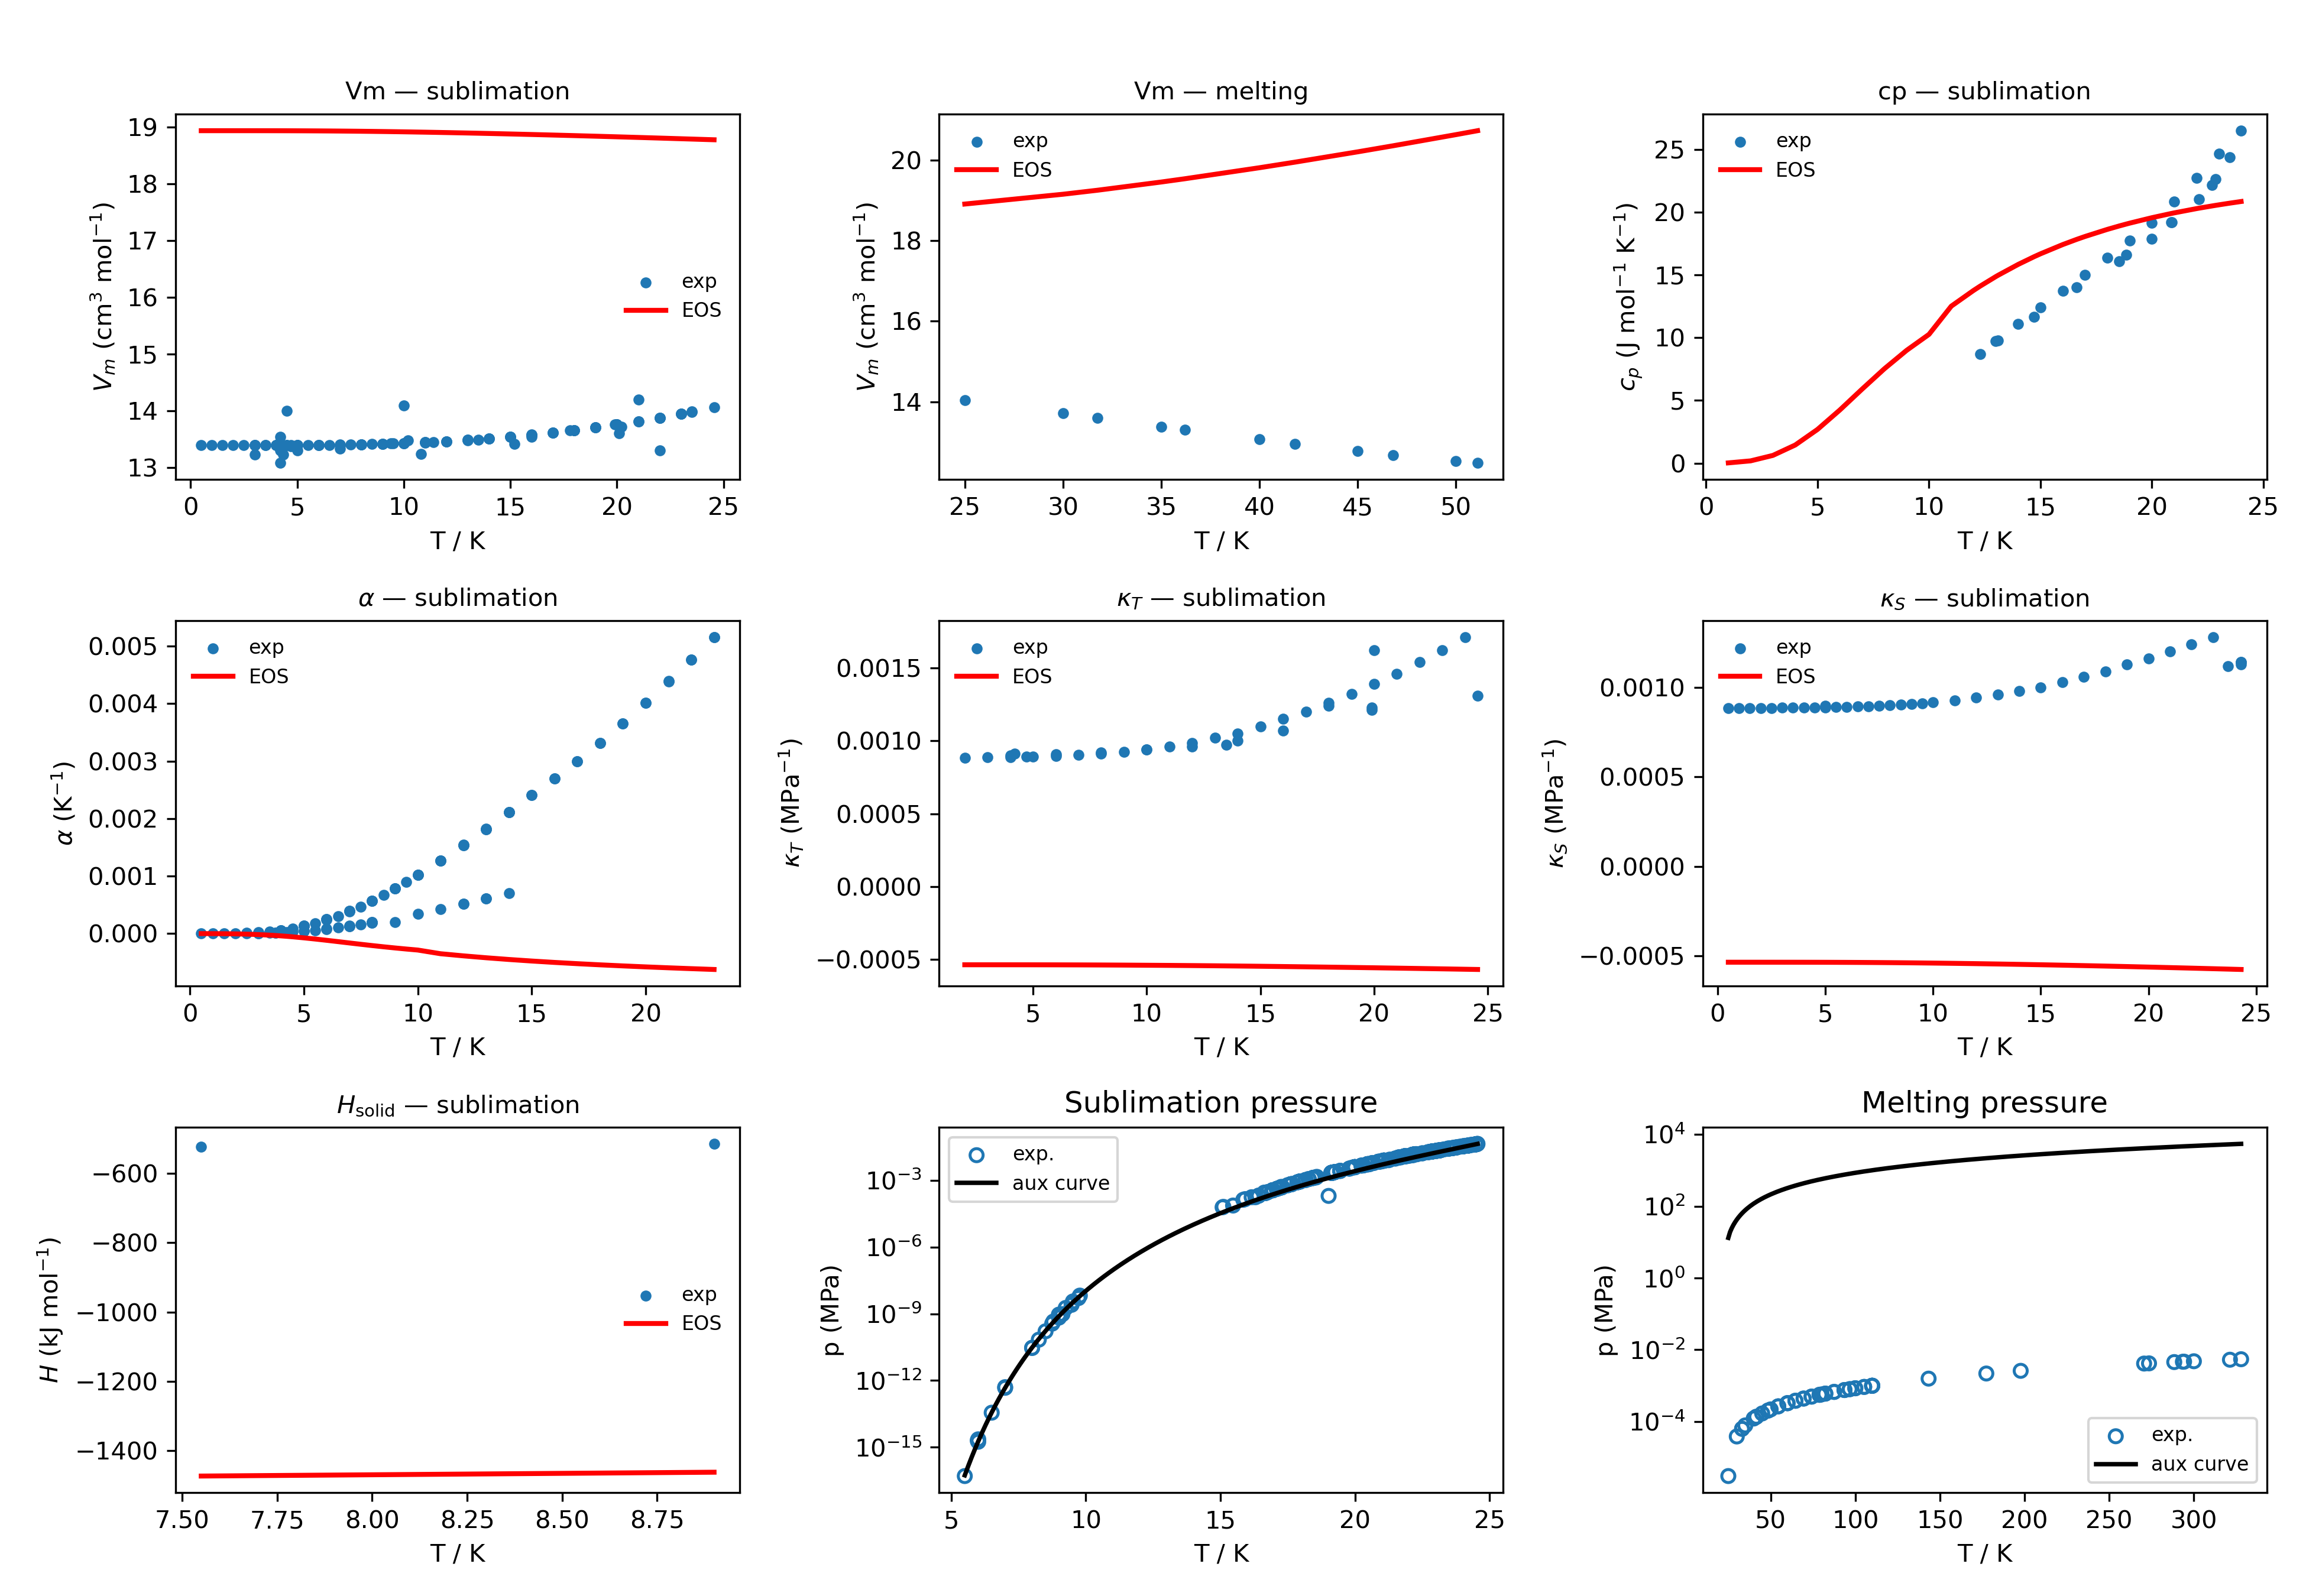 Vm — sublimation
19
18
17
16
15
14
13
0 5 10 15 20 25
T / K
V_m (cm³ mol⁻¹)
exp
EOS
Vm — melting
20
18
16
14
25 30 35 40 45 50
T / K
V_m (cm³ mol⁻¹)
exp
EOS
cp — sublimation
25
20
15
10
5
0
0 5 10 15 20 25
T / K
c_p (J mol⁻¹ K⁻¹)
exp
EOS
α — sublimation
0.005
0.004
0.003
0.002
0.001
0.000
0 5 10 15 20
T / K
α (K⁻¹)
exp
EOS
κ_T — sublimation
0.0015
0.0010
0.0005
0.0000
−0.0005
5 10 15 20 25
T / K
κ_T (MPa⁻¹)
exp
EOS
κ_S — sublimation
0.0010
0.0005
0.0000
−0.0005
0 5 10 15 20 25
T / K
κ_S (MPa⁻¹)
exp
EOS
H_solid — sublimation
−600
−800
−1000
−1200
−1400
7.50 7.75 8.00 8.25 8.50 8.75
T / K
H (kJ mol⁻¹)
exp
EOS
Sublimation pressure
10⁻³
10⁻⁶
10⁻⁹
10⁻¹²
10⁻¹⁵
5 10 15 20 25
T / K
p (MPa)
exp.
aux curve
Melting pressure
10⁴
10²
10⁰
10⁻²
10⁻⁴
50 100 150 200 250 300
T / K
p (MPa)
exp.
aux curve